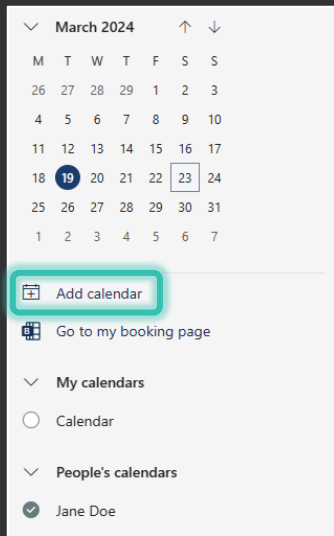 March 2024
M T W T F S S
26 27 28 29 1 2 3
4 5 6 7 8 9 10
11 12 13 14 15 16 17
18 19 20 21 22 23 24
25 26 27 28 29 30 31
1 2 3 4 5 6 7
Add calendar
Go to my booking page
My calendars
Calendar
People's calendars
Jane Doe